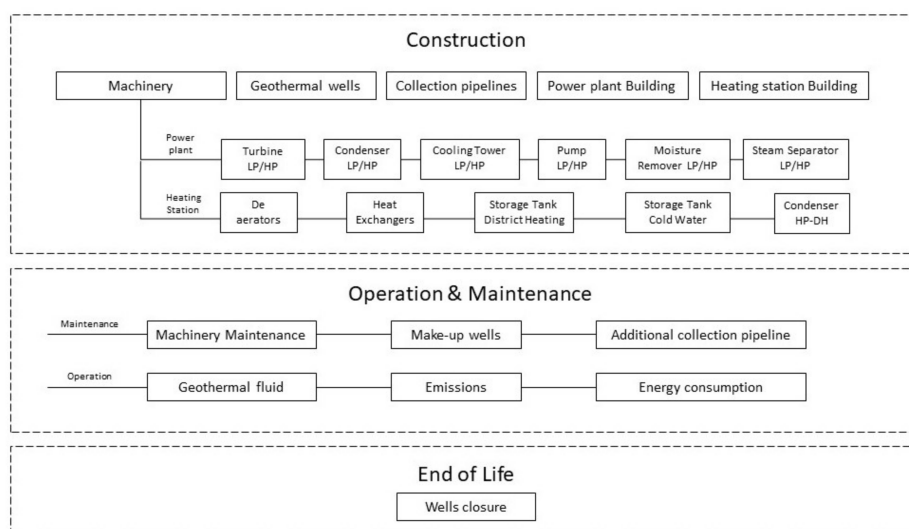 Construction
Machinery
Geothermal wells
Collection pipelines
Power plant Building
Heating station Building
Power
plant
Turbine
LP/HP
Condenser
LP/HP
Cooling Tower
LP/HP
Pump
LP/HP
Moisture
Remover LP/HP
Steam Separator
LP/HP
Heating
Station
De
aerators
Heat
Exchangers
Storage Tank
District Heating
Storage Tank
Cold Water
Condenser
HP-DH
Operation & Maintenance
Maintenance
Machinery Maintenance
Make-up wells
Additional collection pipeline
Operation
Geothermal fluid
Emissions
Energy consumption
End of Life
Wells closure